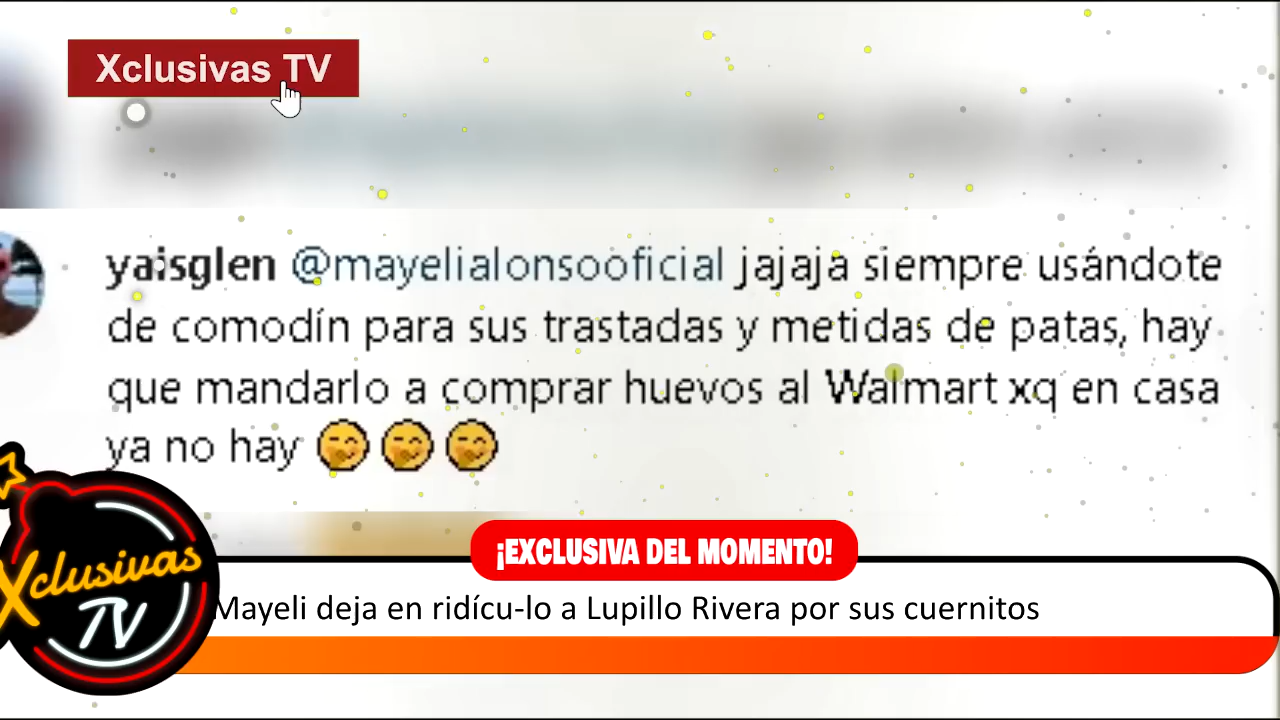 Xclusivas TV
yaisglen @mayelialonsooficial jajaja siempre usándote
de comodín para sus trastadas y metidas de patas, hay
que mandarlo a comprar huevos al Walmart xq en casa
ya no hay 🤭🤭🤭
¡EXCLUSIVA DEL MOMENTO!
Mayeli deja en ridícu-lo a Lupillo Rivera por sus cuernitos
Xclusivas
TV